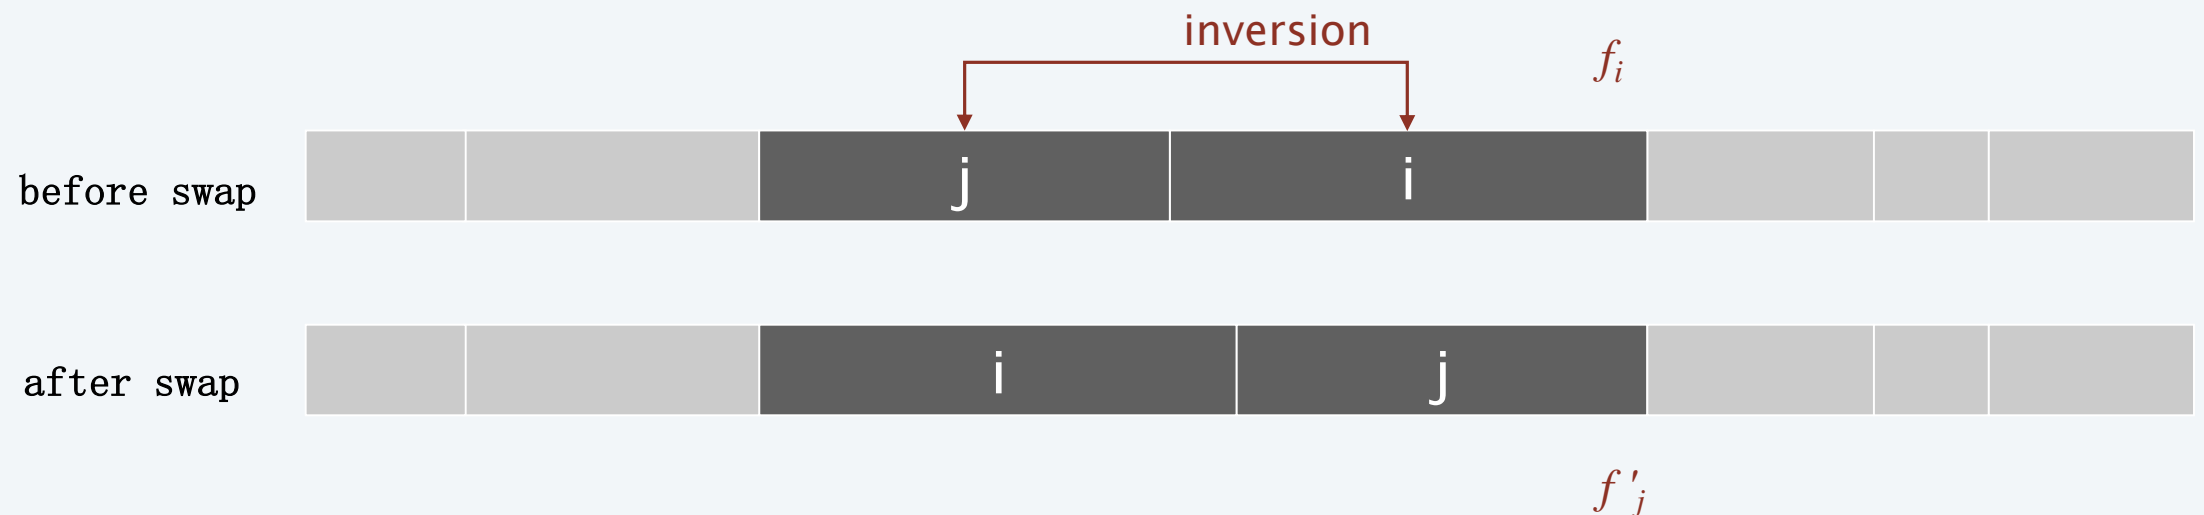 inversion
fᵢ
before swap
j i
after swap
i j
f′ⱼ